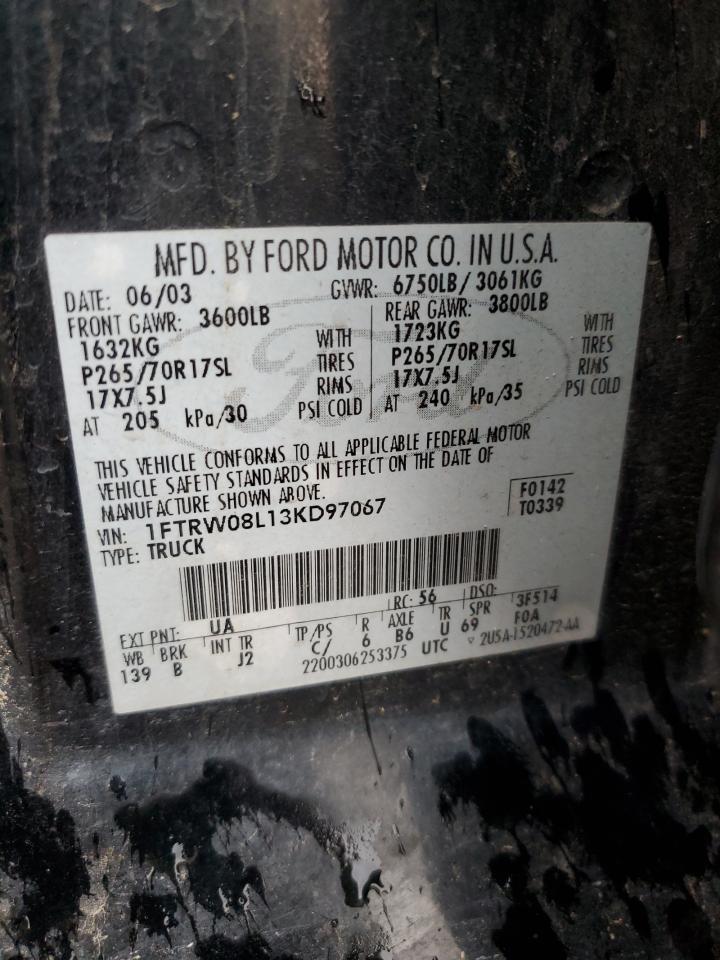 MFD. BY FORD MOTOR CO. IN U.S.A.
DATE: 06/03 GVWR: 6750LB/ 3061KG
FRONT GAWR: 3600LB REAR GAWR: 3800LB
1632KG WITH 1723KG WITH
P265/70R17SL TIRES P265/70R17SL TIRES
17X7.5J RIMS 17X7.5J RIMS
AT 205 kPa/30 PSI COLD AT 240 kPa/35 PSI COLD
Ford
THIS VEHICLE CONFORMS TO ALL APPLICABLE FEDERAL MOTOR
VEHICLE SAFETY STANDARDS IN EFFECT ON THE DATE OF
MANUFACTURE SHOWN ABOVE.
F0142
VIN: 1FTRW08L13KD97067 T0339
TYPE: TRUCK
EXT PNT: UA RC: 56 DSO: 3F514
WB BRK INT TR TP/PS R AXLE TR SPR F0A
139 B J2 C/ 6 B6 U 69
2200306253375 UTC ▽ 2U5A-1520472-AA